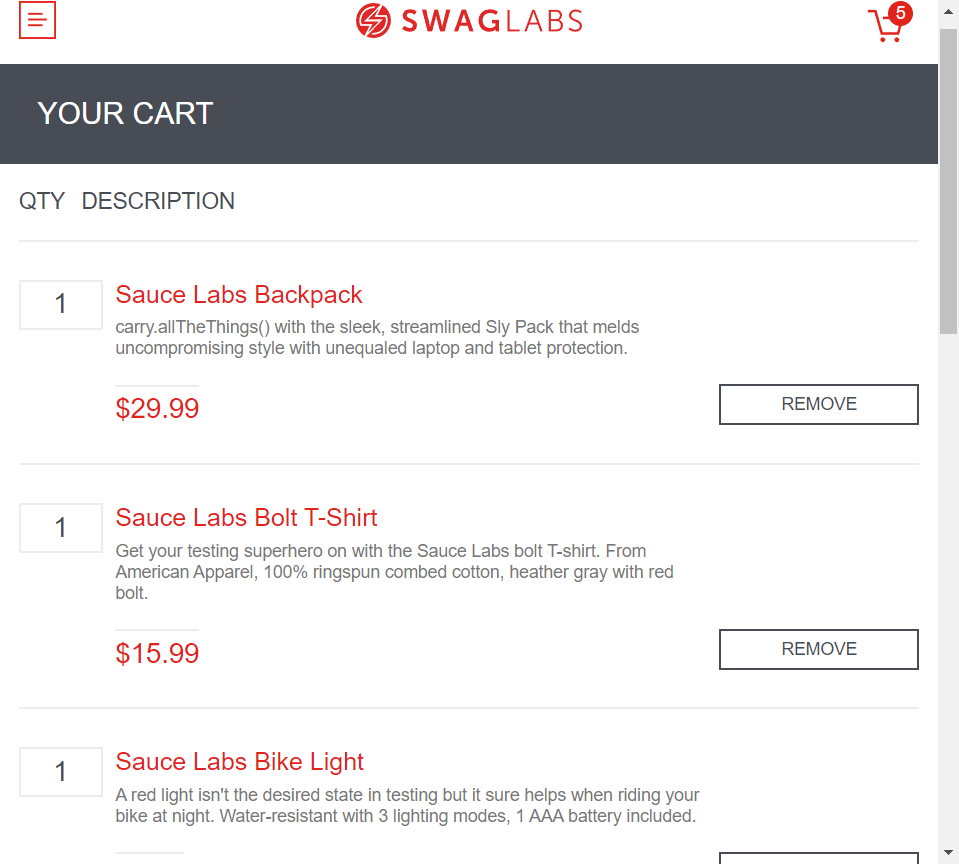 SWAGLABS
5
YOUR CART
QTY DESCRIPTION
1
Sauce Labs Backpack
carry.allTheThings() with the sleek, streamlined Sly Pack that melds
uncompromising style with unequaled laptop and tablet protection.
$29.99
REMOVE
1
Sauce Labs Bolt T-Shirt
Get your testing superhero on with the Sauce Labs bolt T-shirt. From
American Apparel, 100% ringspun combed cotton, heather gray with red
bolt.
$15.99
REMOVE
1
Sauce Labs Bike Light
A red light isn't the desired state in testing but it sure helps when riding your
bike at night. Water-resistant with 3 lighting modes, 1 AAA battery included.